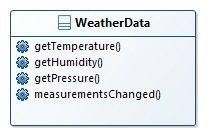 WeatherData
getTemperature()
getHumidity()
getPressure()
measurementsChanged()